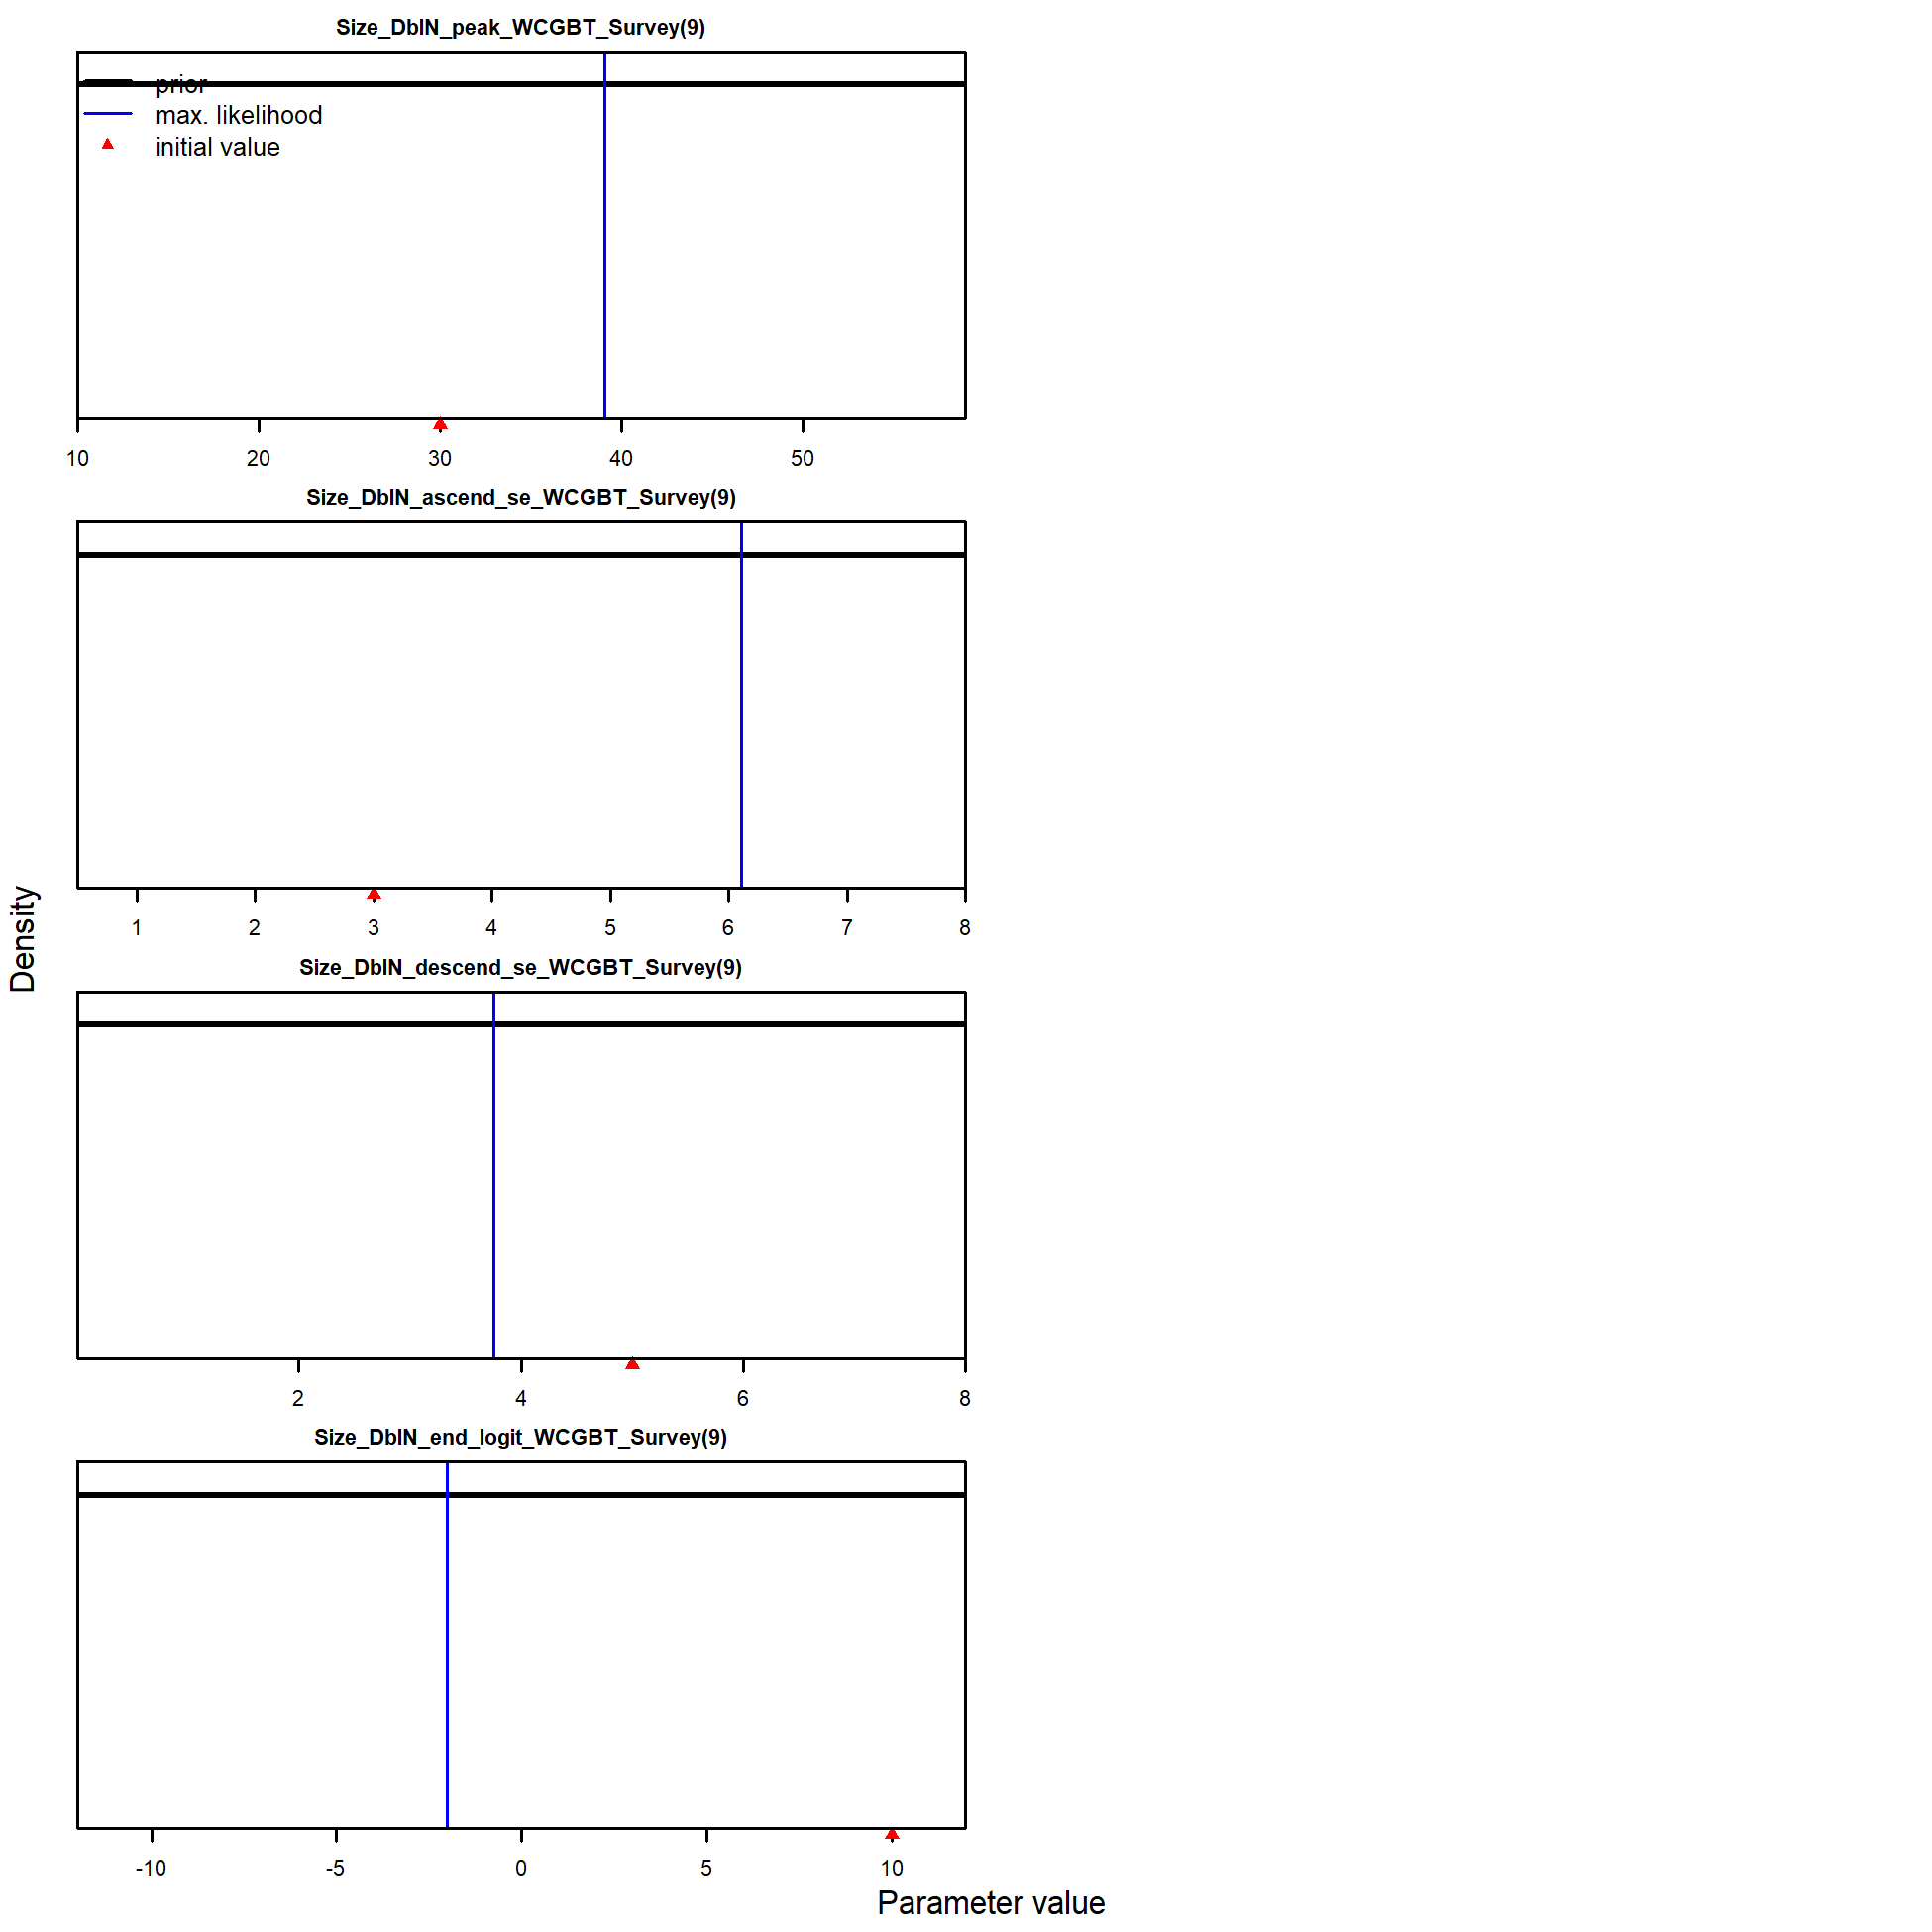 Size_DblN_peak_WCGBT_Survey(9)
prior
max. likelihood
initial value
10 20 30 40 50
Size_DblN_ascend_se_WCGBT_Survey(9)
1 2 3 4 5 6 7 8
Size_DblN_descend_se_WCGBT_Survey(9)
2 4 6 8
Size_DblN_end_logit_WCGBT_Survey(9)
-10 -5 0 5 10
Density
Parameter value